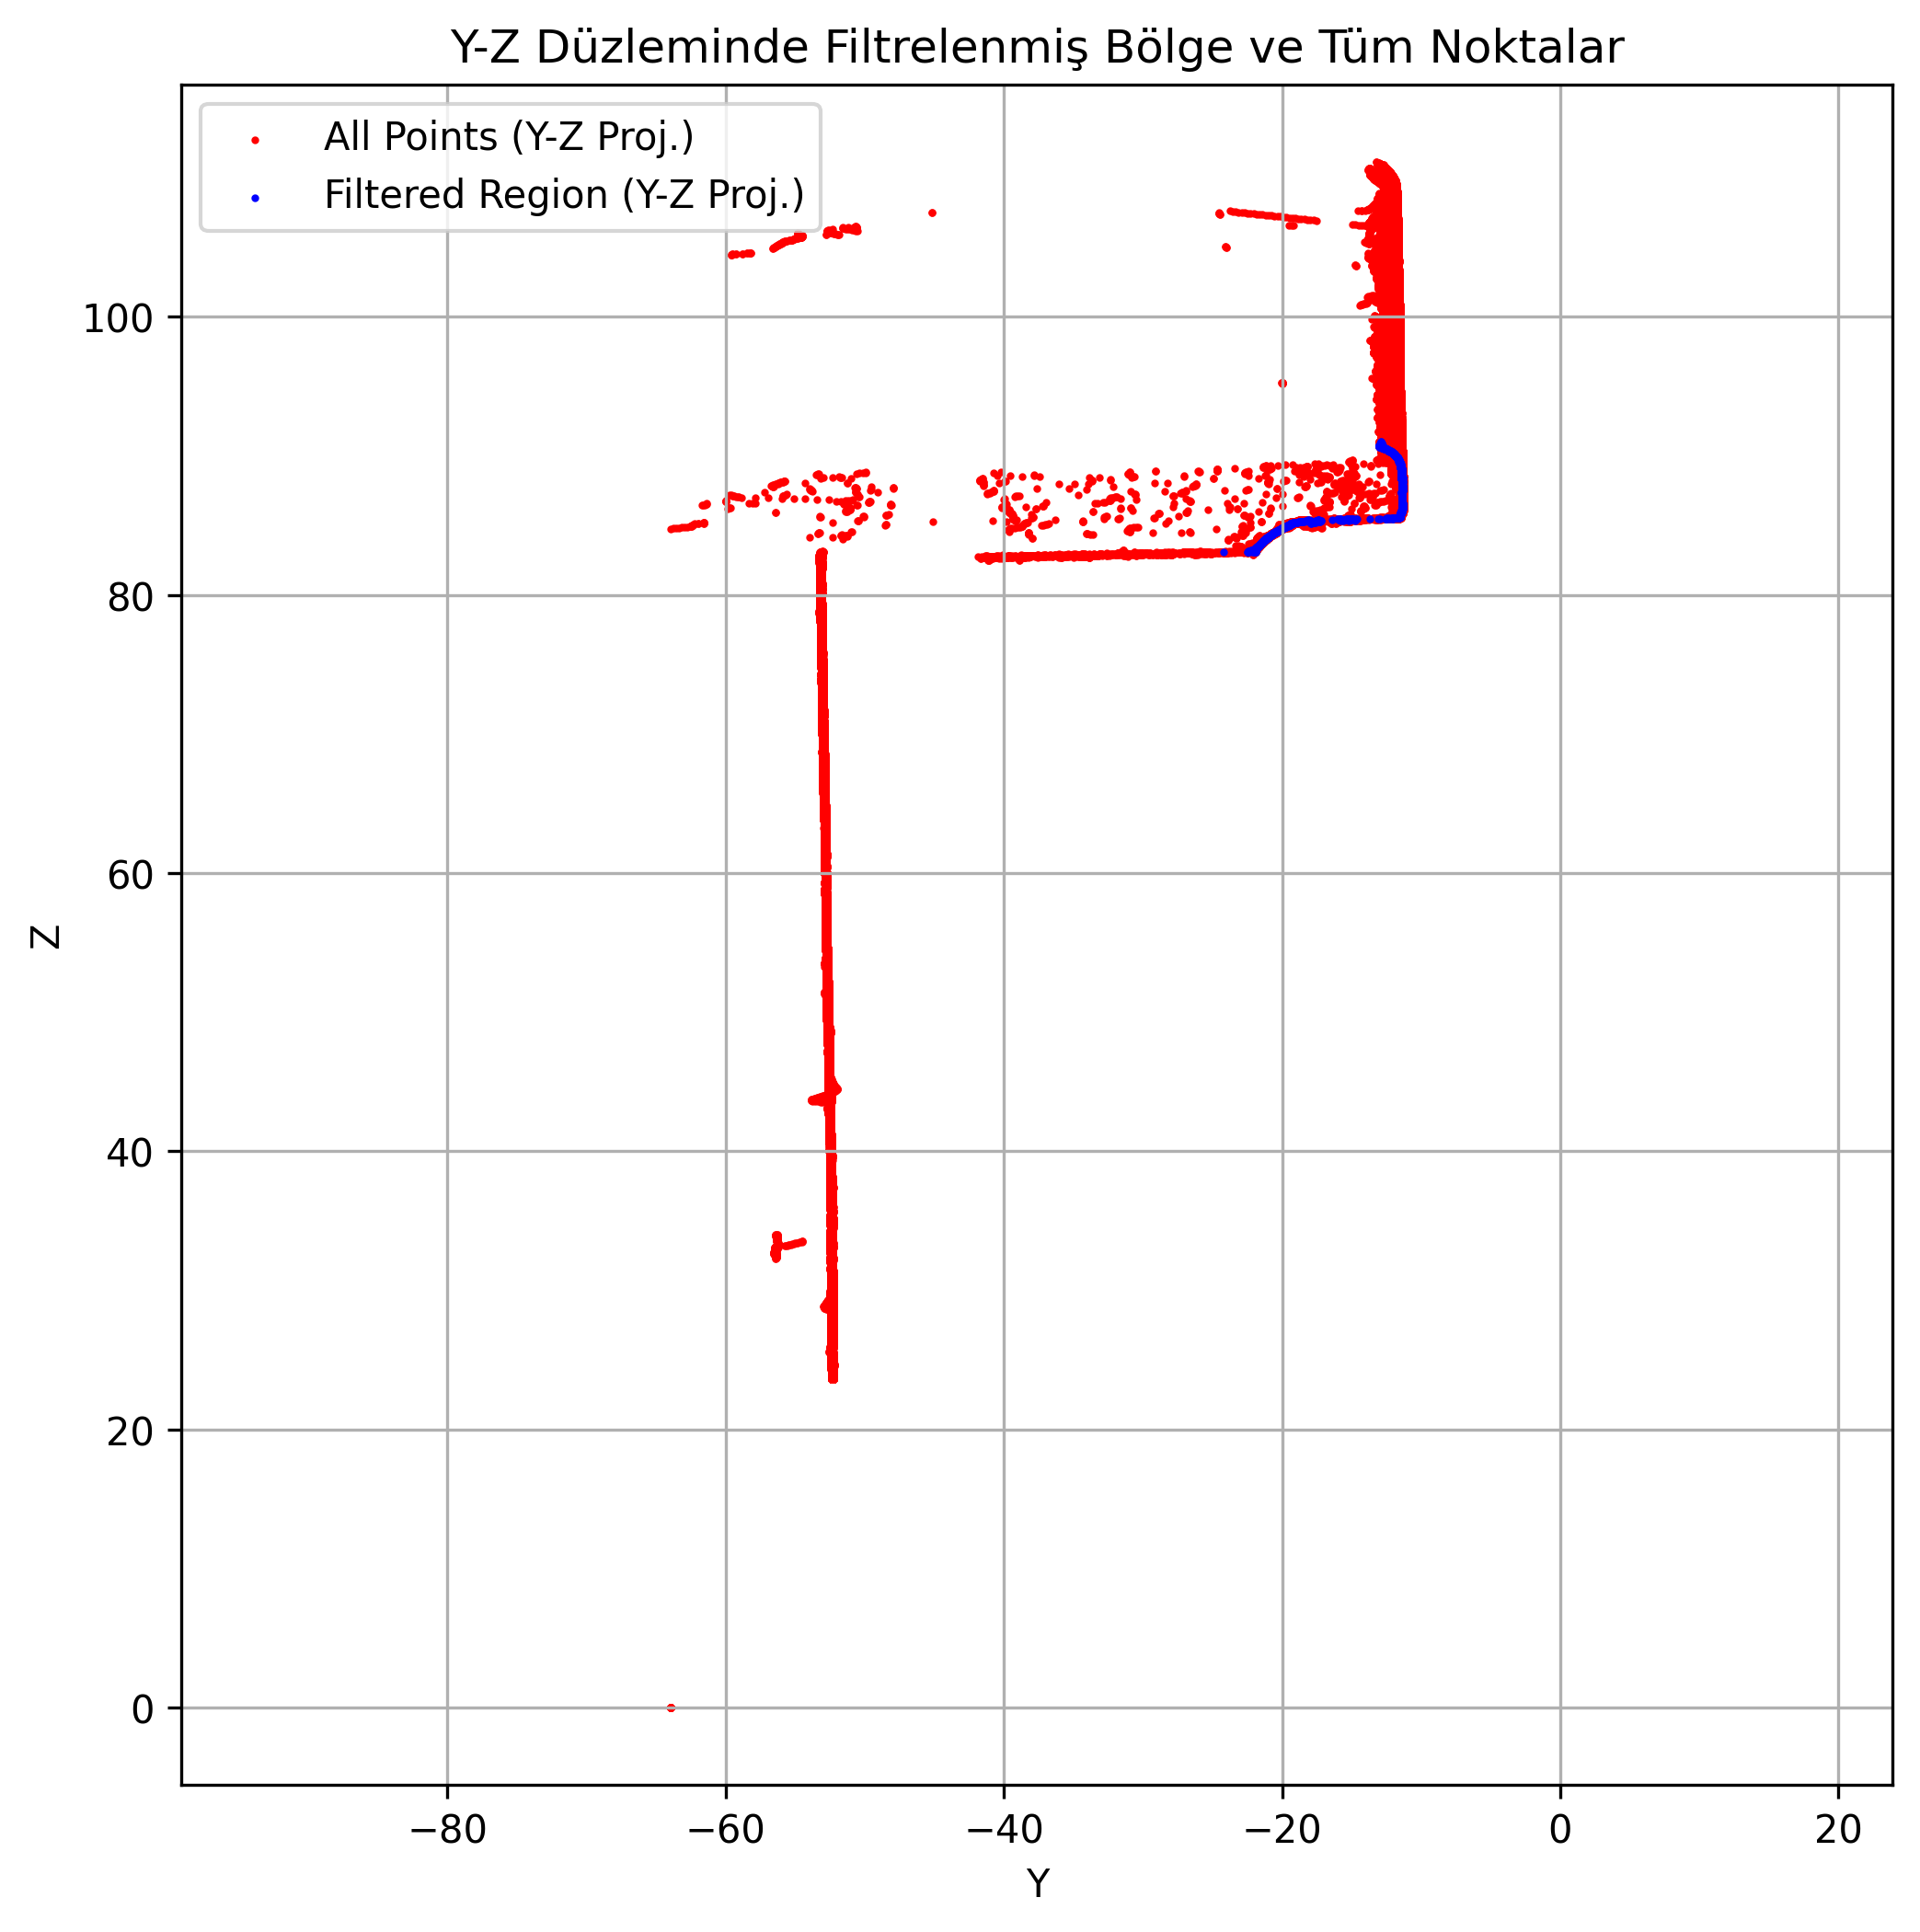 Y-Z Düzleminde Filtrelenmiş Bölge ve Tüm Noktalar
All Points (Y-Z Proj.)
Filtered Region (Y-Z Proj.)
100
80
60
40
20
0
Z
−80 −60 −40 −20 0 20
Y